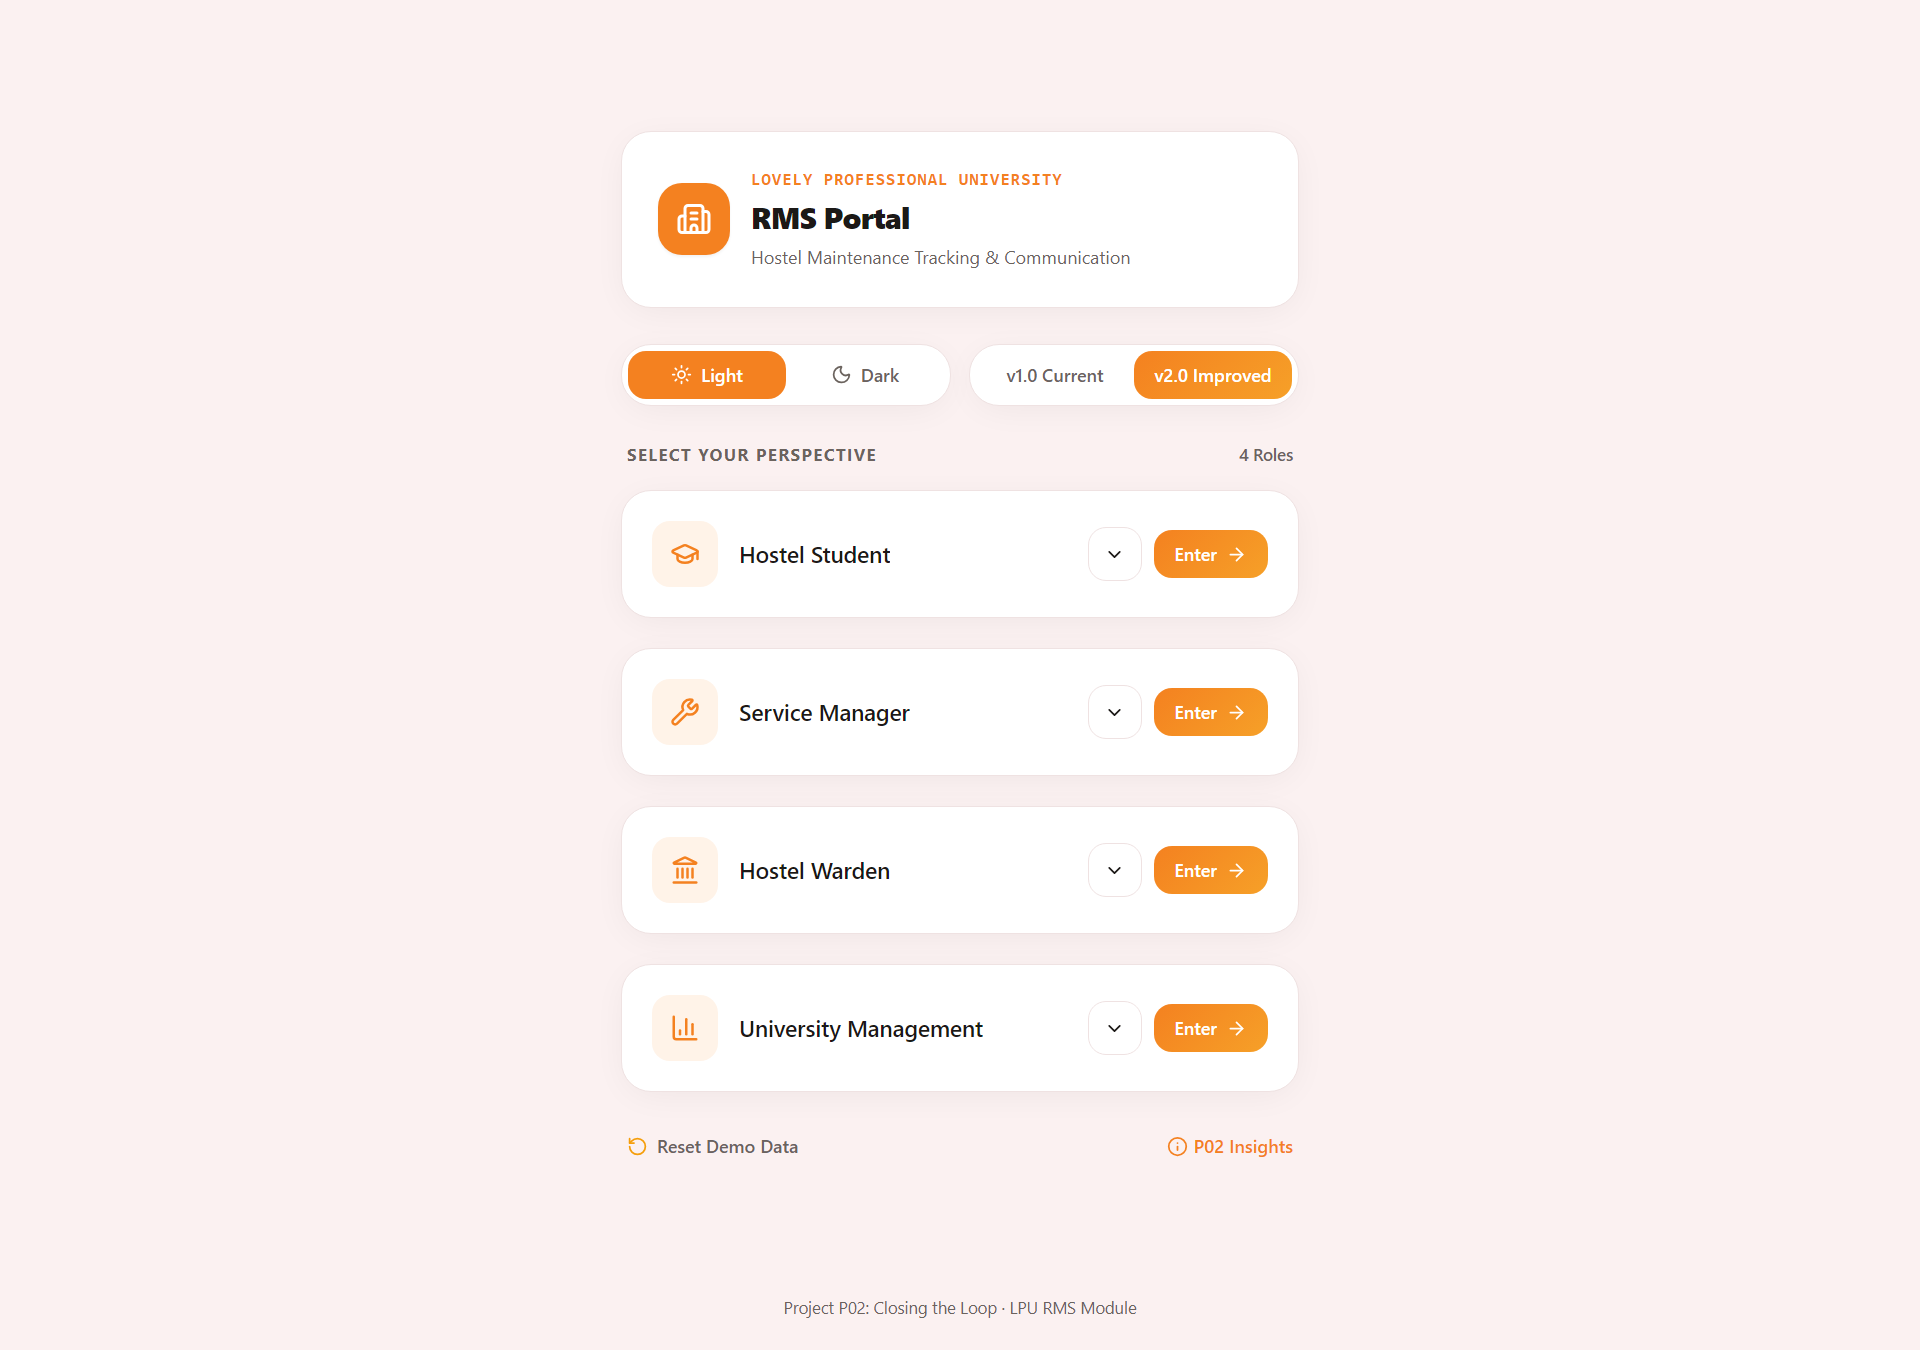 LOVELY PROFESSIONAL UNIVERSITY
RMS Portal
Hostel Maintenance Tracking & Communication
Light
Dark
v1.0 Current
v2.0 Improved
SELECT YOUR PERSPECTIVE
4 Roles
Hostel Student
Enter
Service Manager
Enter
Hostel Warden
Enter
University Management
Enter
Reset Demo Data
P02 Insights
Project P02: Closing the Loop · LPU RMS Module